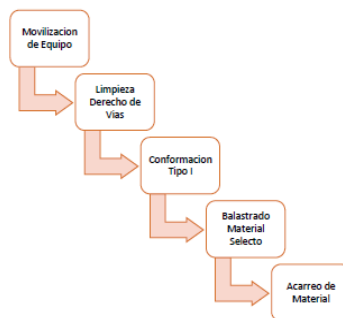 Movilizacion
de Equipo
Limpieza
Derecho de
Vias
Conformacion
Tipo I
Balastrado
Material
Selecto
Acarreo de
Material